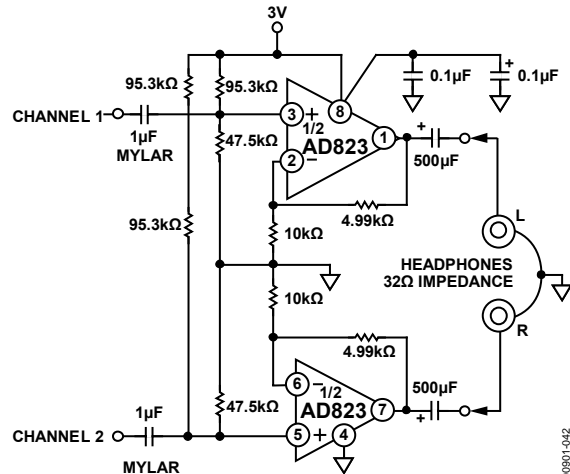 3V
95.3kΩ
95.3kΩ
0.1µF
+
0.1µF
CHANNEL 1
1µF
MYLAR
47.5kΩ
3
+
8
1/2
AD823
1
2
−
+
500µF
4.99kΩ
L
95.3kΩ
10kΩ
HEADPHONES
32Ω IMPEDANCE
10kΩ
R
4.99kΩ
6
−
1/2
AD823
7
500µF
+
47.5kΩ
5
+
4
1µF
CHANNEL 2
MYLAR
0901-042